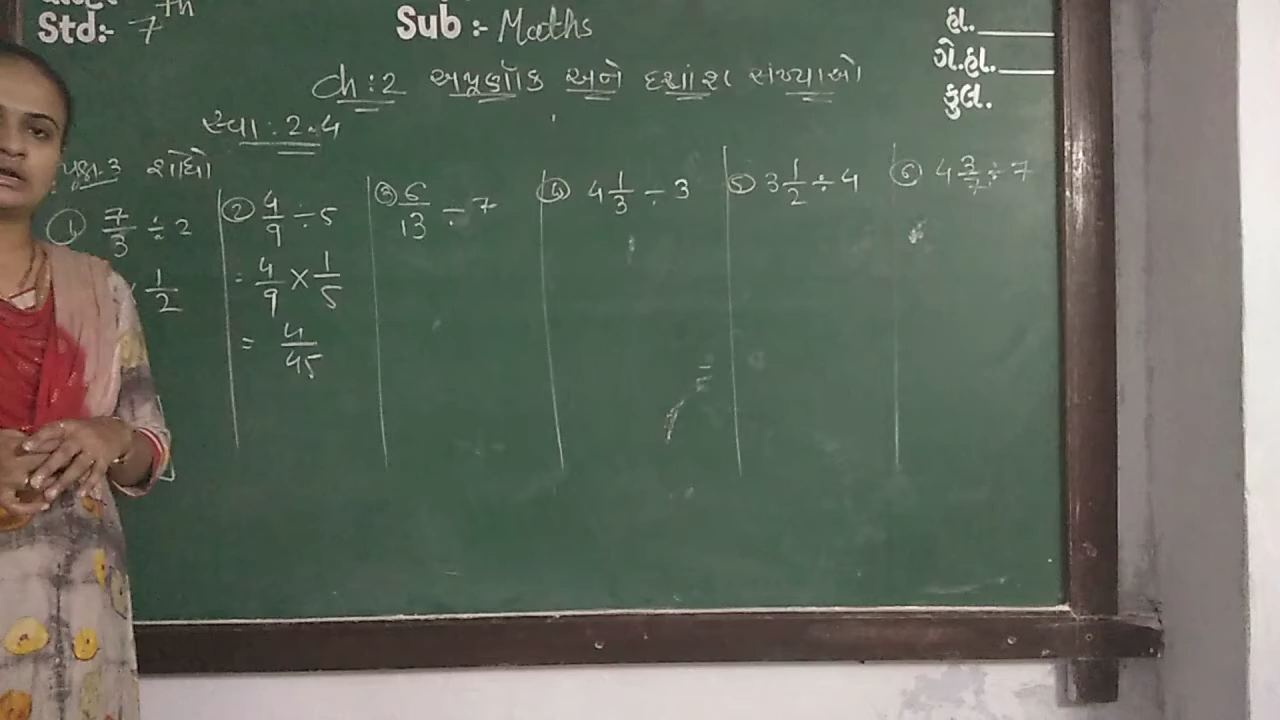 Std:- 7th
Sub :- Maths
હા.
ગે.હા.
કુલ.
ch : 2 અપૂર્ણાંક અને દશાંશ સંખ્યાઓ
સ્વા : 2.4
પ્રશ્ન.3 શોધો
① 7/3 ÷ 2
1/2
② 4/9 ÷ 5
= 4/9 × 1/5
= 4/45
③ 6/13 ÷ 7
④ 4 1/3 ÷ 3
⑤ 3 1/2 ÷ 4
⑥ 4 3/7 ÷ 7